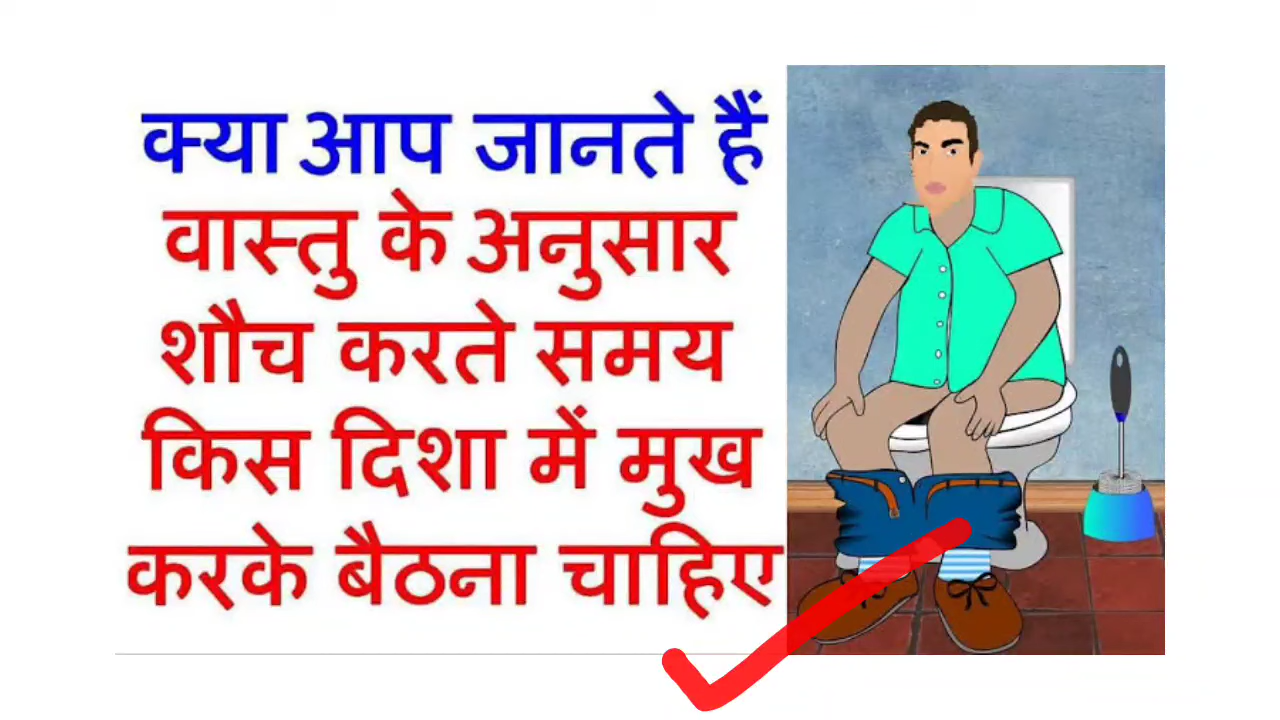 क्या आप जानते हैं
वास्तु के अनुसार
शौच करते समय
किस दिशा में मुख
करके बैठना चाहिए